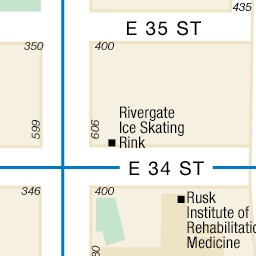 435
E 35 ST
350
400
599
606
Rivergate
Ice Skating
Rink
E 34 ST
346
400
Rusk
Institute of
Rehabilitatio
Medicine